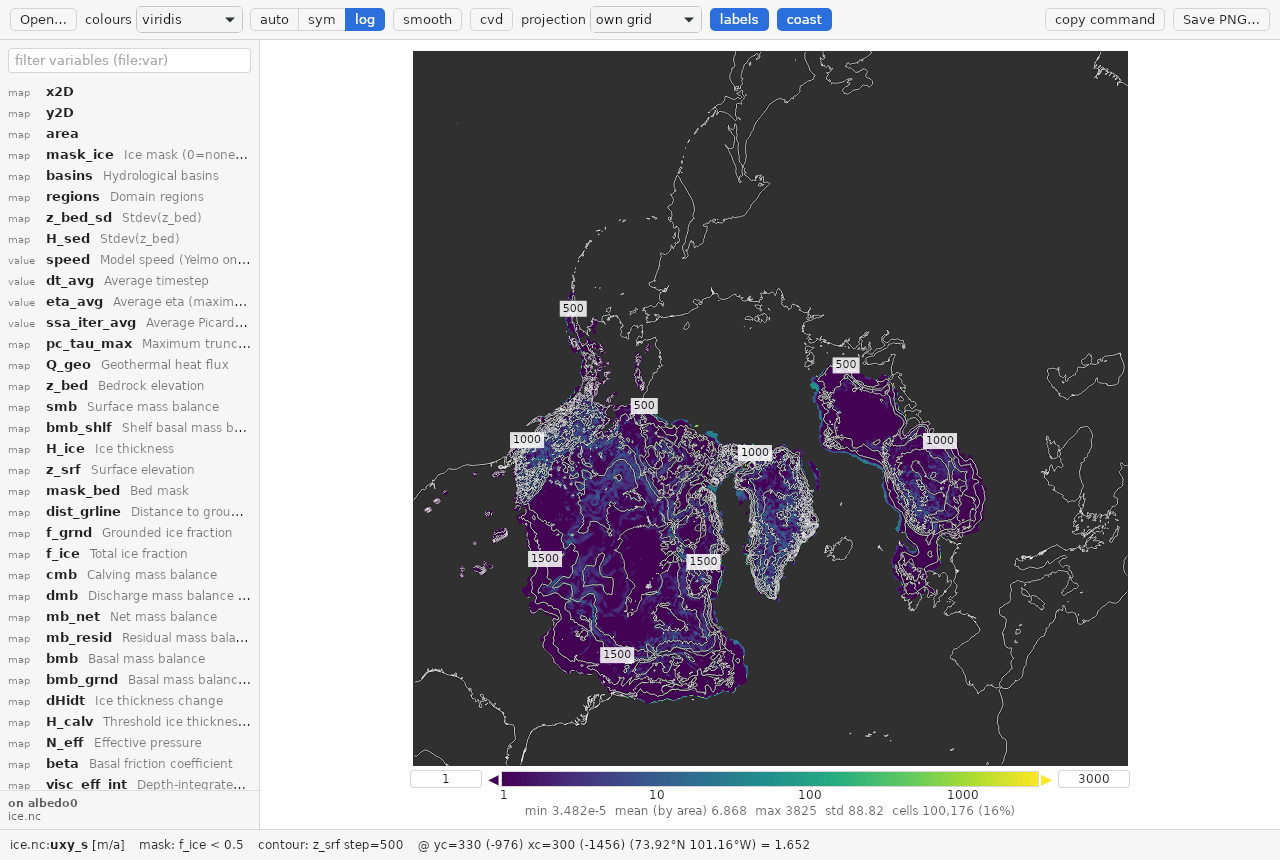 Open... colours viridis auto sym log smooth cvd projection own grid labels coast copy command Save PNG...
filter variables (file:var)
map x2D
map y2D
map area
map mask_ice Ice mask (0=none...
map basins Hydrological basins
map regions Domain regions
map z_bed_sd Stdev(z_bed)
map H_sed Stdev(z_bed)
value speed Model speed (Yelmo on...
value dt_avg Average timestep
value eta_avg Average eta (maxim...
value ssa_iter_avg Average Picard...
map pc_tau_max Maximum trunc...
map Q_geo Geothermal heat flux
map z_bed Bedrock elevation
map smb Surface mass balance
map bmb_shlf Shelf basal mass b...
map H_ice Ice thickness
map z_srf Surface elevation
map mask_bed Bed mask
map dist_grline Distance to grou...
map f_grnd Grounded ice fraction
map f_ice Total ice fraction
map cmb Calving mass balance
map dmb Discharge mass balance ...
map mb_net Net mass balance
map mb_resid Residual mass bala...
map bmb Basal mass balance
map bmb_grnd Basal mass balanc...
map dHidt Ice thickness change
map H_calv Threshold ice thicknes...
map N_eff Effective pressure
map beta Basal friction coefficient
map visc_eff_int Depth-integrate...
on albedo0
ice.nc
500
500
500
1000
1000
1000
1500
1500
1500
1 3000
1 10 100 1000
min 3.482e-5 mean (by area) 6.868 max 3825 std 88.82 cells 100,176 (16%)
ice.nc:uxy_s [m/a] mask: f_ice < 0.5 contour: z_srf step=500 @ yc=330 (-976) xc=300 (-1456) (73.92°N 101.16°W) = 1.652